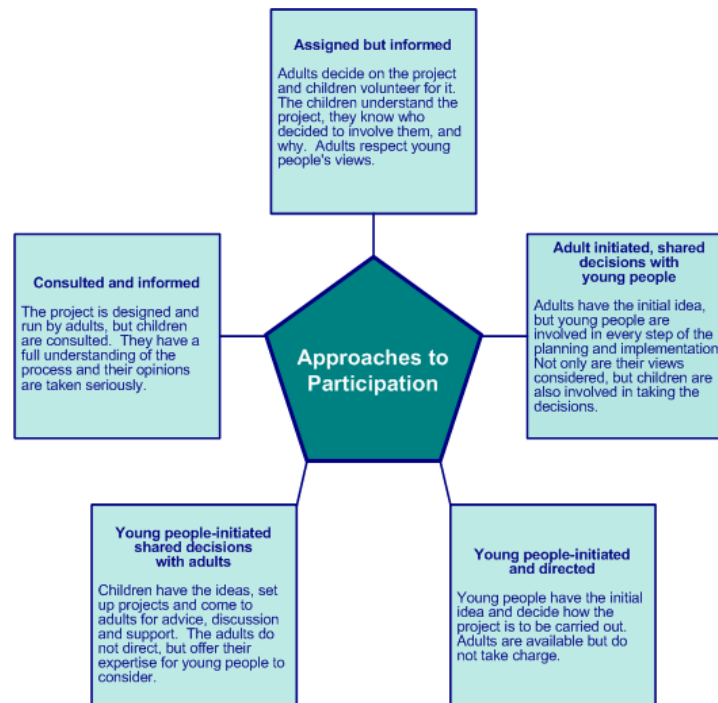 Assigned but informed
Adults decide on the project
and children volunteer for it.
The children understand the
project, they know who
decided to involve them, and
why.  Adults respect young
people's views.
Consulted and informed
The project is designed and
run by adults, but children
are consulted.  They have a
full understanding of the
process and their opinions
are taken seriously.
Approaches to
Participation
Adult initiated, shared
decisions with
young people
Adults have the initial idea,
but young people are
involved in every step of the
planning and implementation
Not only are their views
considered, but children are
also involved in taking the
decisions.
Young people-initiated
shared decisions
with adults
Children have the ideas, set
up projects and come to
adults for advice, discussion
and support.  The adults do
not direct, but offer their
expertise for young people to
consider.
Young people-initiated
and directed
Young people have the initial
idea and decide how the
project is to be carried out.
Adults are available but do
not take charge.